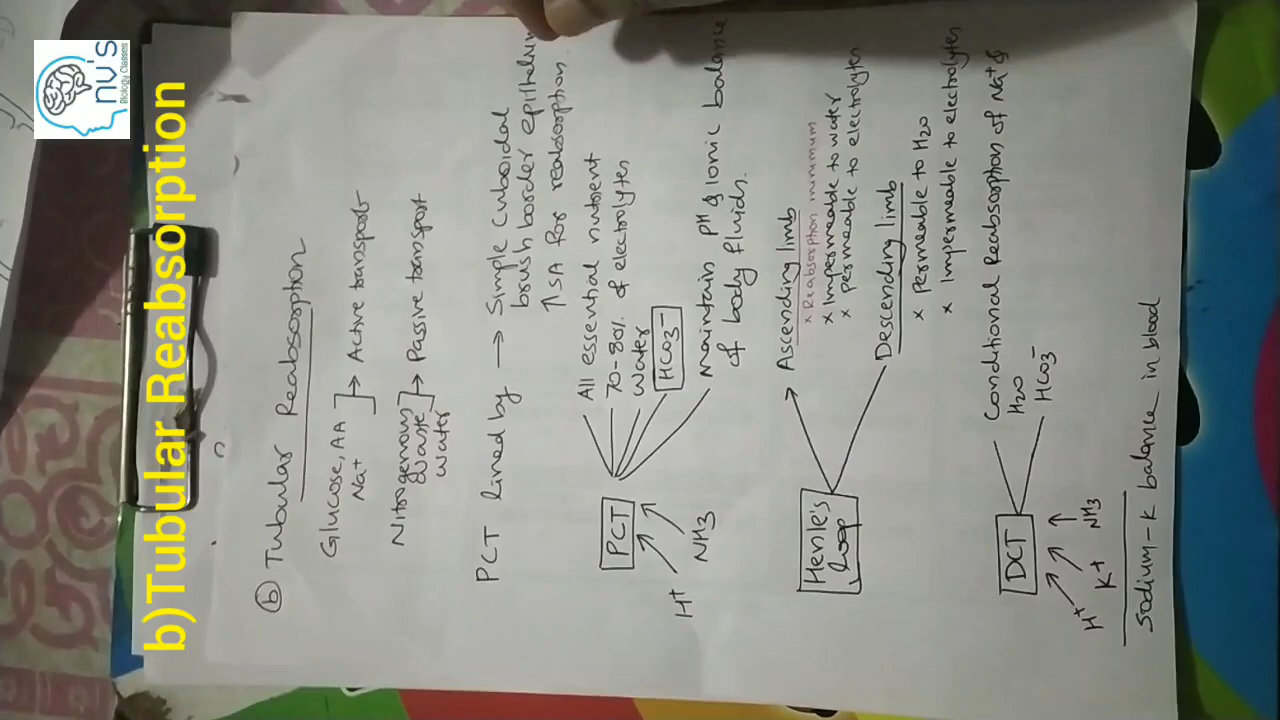 nu's
Biology Classes
b)Tubular Reabsorption
(b) Tubular Reabsorption
Glucose, AA
Na+ ] → Active transport
Nitrogenous
waste ] → Passive transport
water
PCT lined by → Simple cuboidal
brush border epithelium
↑SA for reabsorption.
PCT
All essential nutrient
70-80% of electrolytes
water
HCO3-
maintain pH & ionic balance
of body fluids.
H+ NH3
Henle's
loop
Ascending limb
x Reabsorption minimum
x Impermeable to water
x permeable to electrolytes
Descending limb
x Permeable to H2O
x Impermeable to electrolytes
DCT
Conditional Reabsorption of Na+ &
H2O
HCO3-
H+ K+ NH3
Sodium-K balance in blood